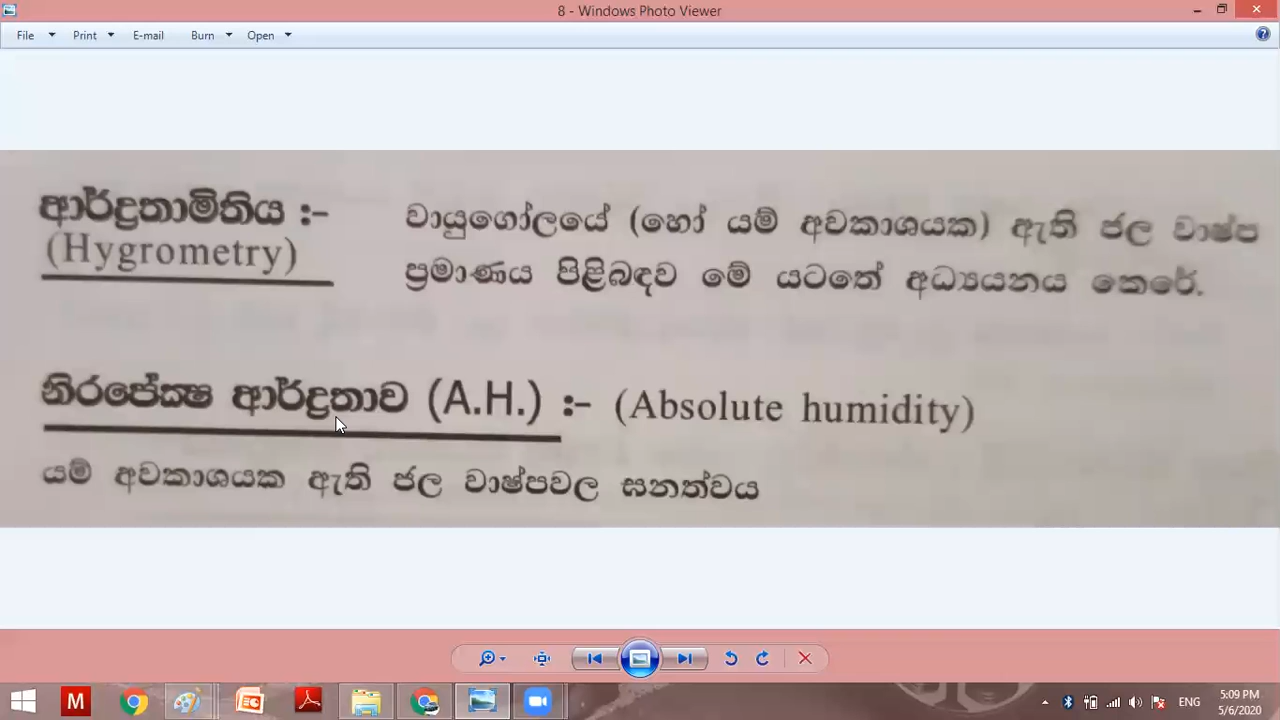 8 - Windows Photo Viewer
File Print E-mail Burn Open
ආර්ද්‍රතාමිතිය :- වායුගෝලයේ (හෝ යම් අවකාශයක) ඇති ජල වාෂ්ප
(Hygrometry) ප්‍රමාණය පිළිබඳව මේ යටතේ අධ්‍යයනය කෙරේ.
නිරපේක්‍ෂ ආර්ද්‍රතාව (A.H.) :- (Absolute humidity)
යම් අවකාශයක ඇති ජල වාෂ්පවල ඝනත්වය
M
ENG
5:09 PM
5/6/2020